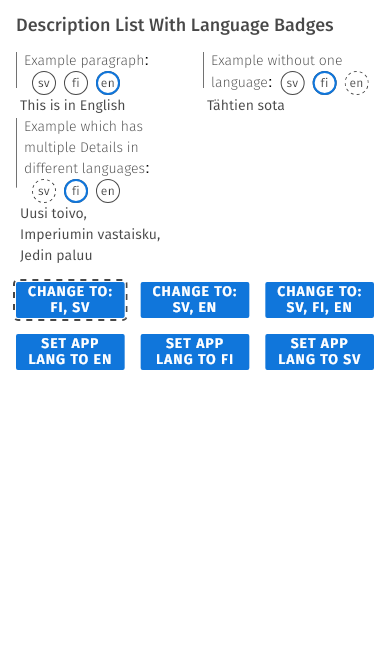 Description List With Language Badges
Example paragraph:
sv fi en
This is in English
Example without one
language: sv fi en
Tähtien sota
Example which has
multiple Details in
different languages:
sv fi en
Uusi toivo,
Imperiumin vastaisku,
Jedin paluu
CHANGE TO:
FI, SV
CHANGE TO:
SV, EN
CHANGE TO:
SV, FI, EN
SET APP
LANG TO EN
SET APP
LANG TO FI
SET APP
LANG TO SV